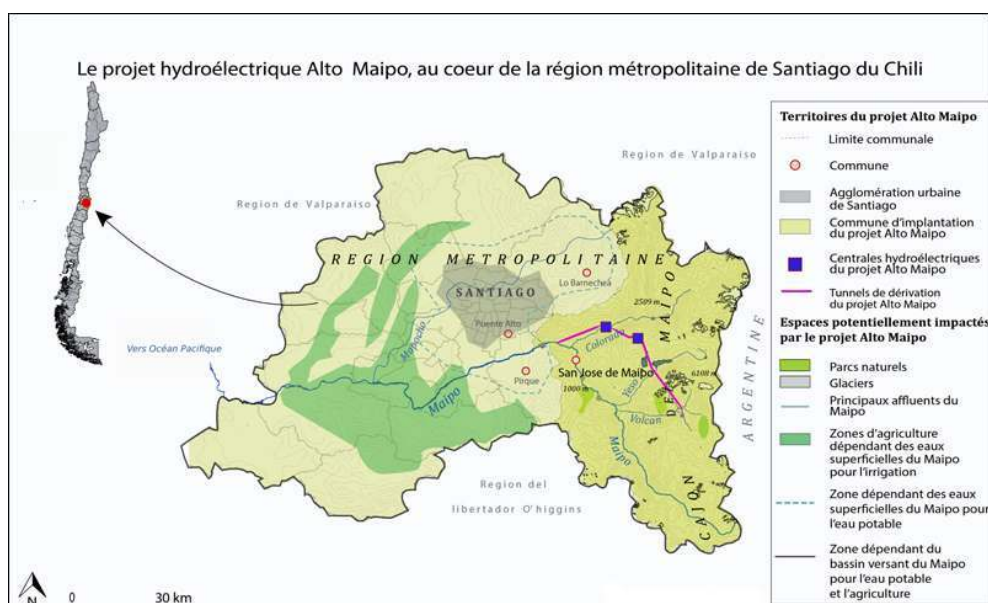 Le projet hydroélectrique Alto Maipo, au coeur de la région métropolitaine de Santiago du Chili
Region de Valparaiso
Region de Valparaiso
REGION METROPOLITAINE
Lo Barnechea
SANTIAGO
2509 m
Puente Alto
Mapocho
Colorado
Vers Océan Pacifique
San Jose de Maipo
6108 m
Pirque
1000 m
Yeso
Maipo
Volcan
Maipo
CAJON DEL MAIPO
ARGENTINE
Region del
libertador O'higgins
N
0 30 km
Territoires du projet Alto Maipo
Limite communale
Commune
Agglomération urbaine
de Santiago
Commune d'implantation
du projet Alto Maipo
Centrales hydroélectriques
du projet Alto Maipo
Tunnels de dérivation
du projet Alto Maipo
Espaces potentiellement impactés
par le projet Alto Maipo
Parcs naturels
Glaciers
Principaux affluents du
Maipo
Zones d'agriculture
dépendant des eaux
superficielles du Maipo
pour l'irrigation
Zone dépendant des eaux
superficielles du Maipo pour
l'eau potable
Zone dépendant du
bassin versant du Maipo
pour l'eau potable
et l'agriculture